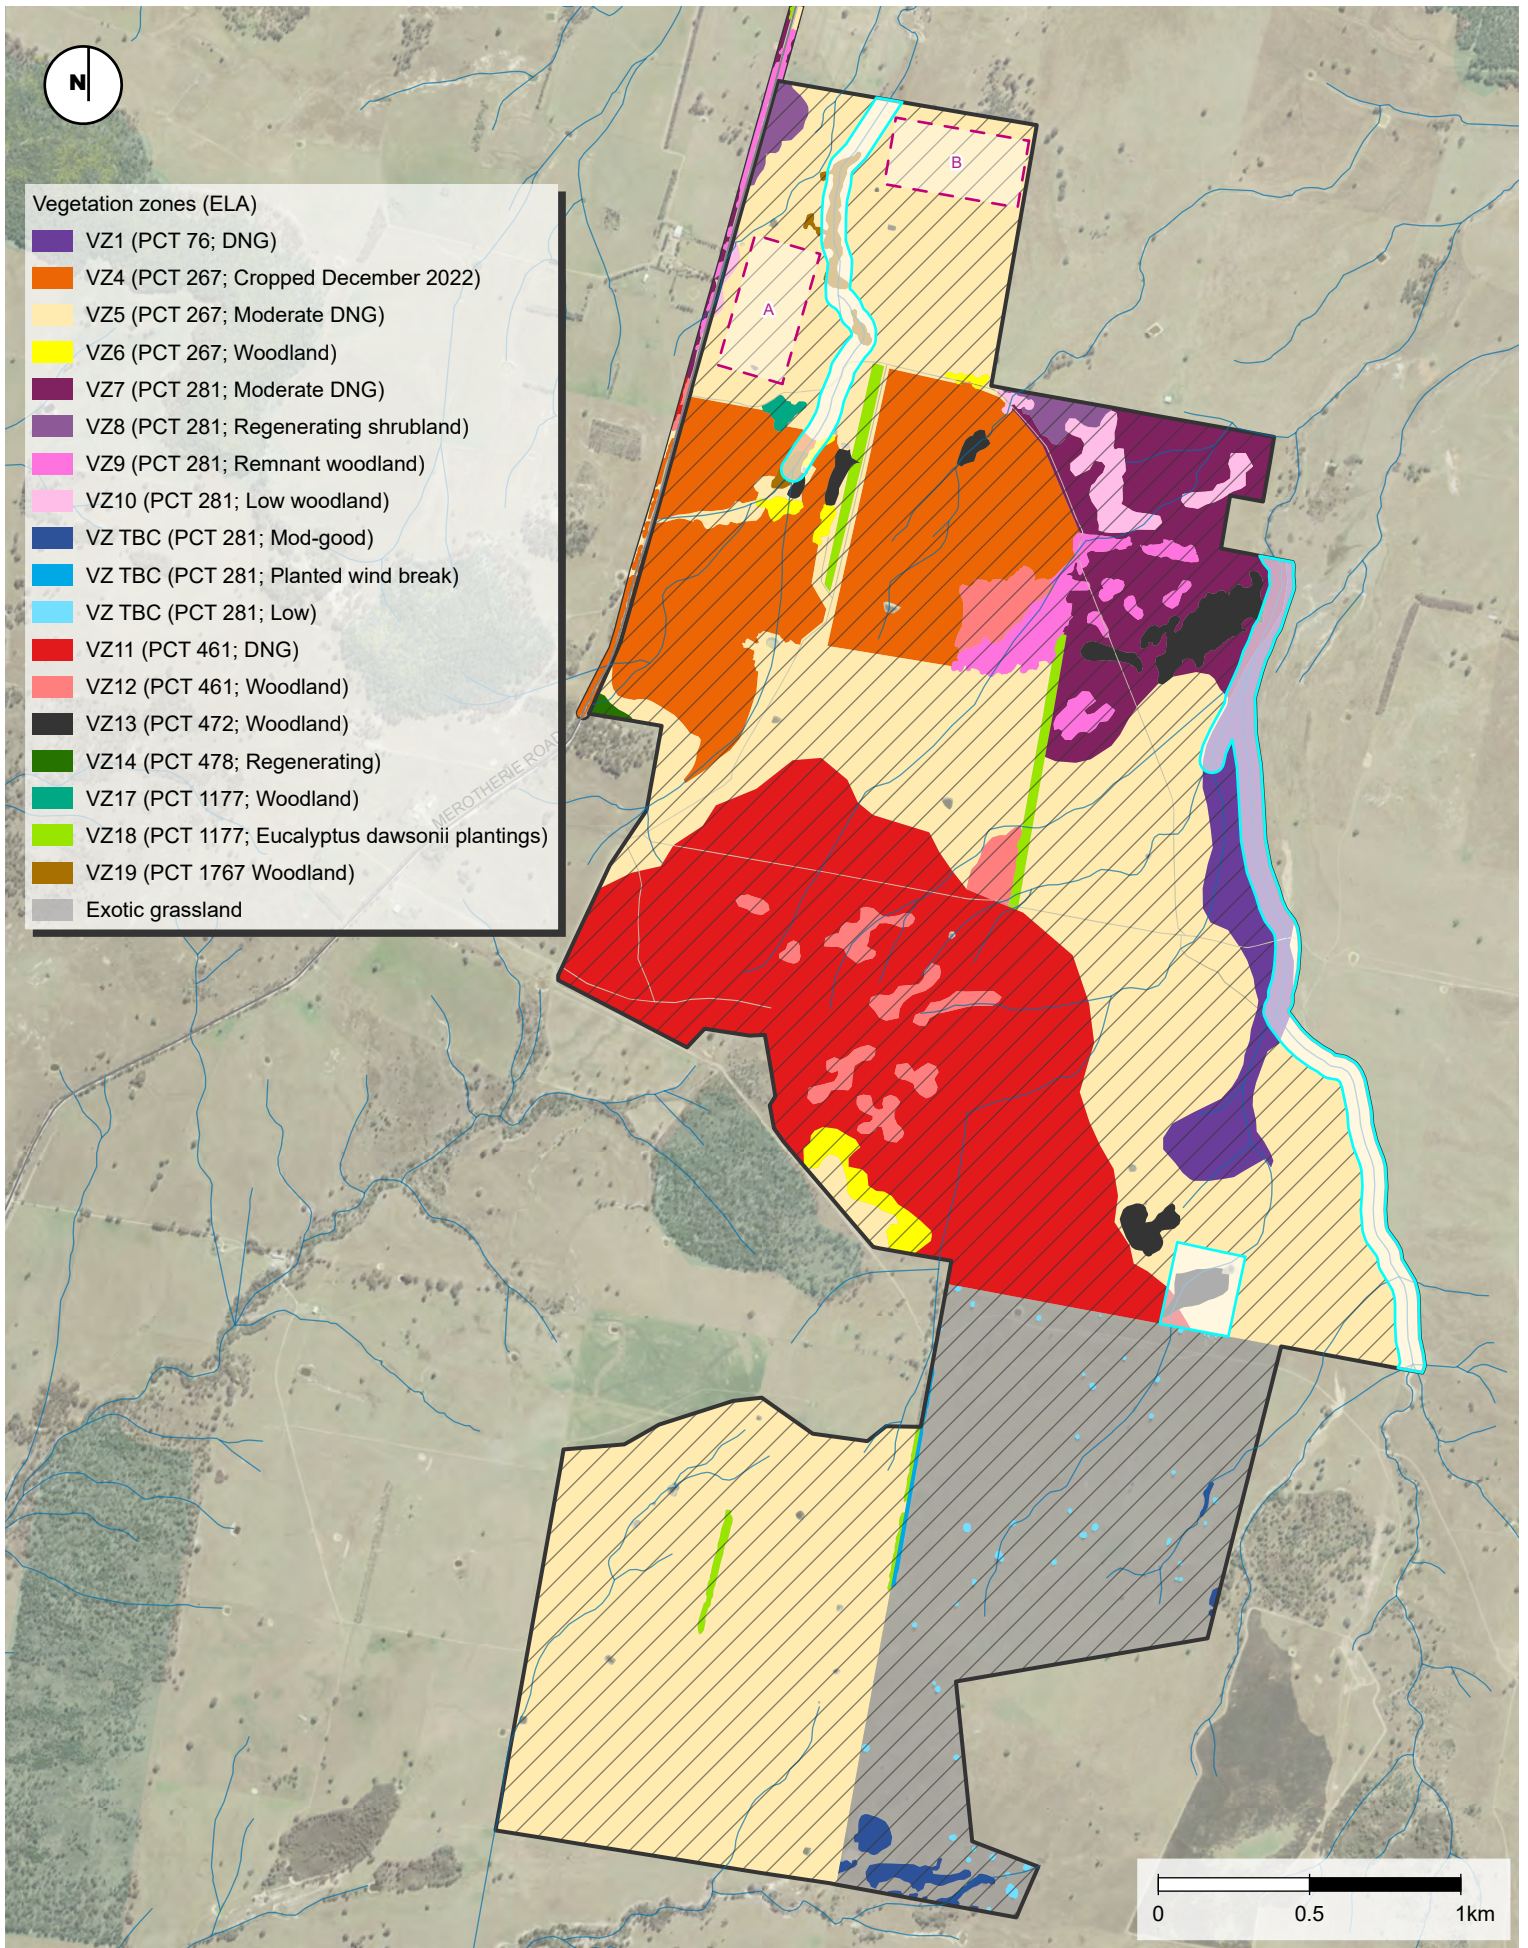 N
B
A
Vegetation zones (ELA)
VZ1 (PCT 76; DNG)
VZ4 (PCT 267; Cropped December 2022)
VZ5 (PCT 267; Moderate DNG)
VZ6 (PCT 267; Woodland)
VZ7 (PCT 281; Moderate DNG)
VZ8 (PCT 281; Regenerating shrubland)
VZ9 (PCT 281; Remnant woodland)
VZ10 (PCT 281; Low woodland)
VZ TBC (PCT 281; Mod-good)
VZ TBC (PCT 281; Planted wind break)
VZ TBC (PCT 281; Low)
VZ11 (PCT 461; DNG)
VZ12 (PCT 461; Woodland)
VZ13 (PCT 472; Woodland)
VZ14 (PCT 478; Regenerating)
VZ17 (PCT 1177; Woodland)
VZ18 (PCT 1177; Eucalyptus dawsonii plantings)
VZ19 (PCT 1767 Woodland)
Exotic grassland
MEROTHERIE ROAD
0 0.5 1km